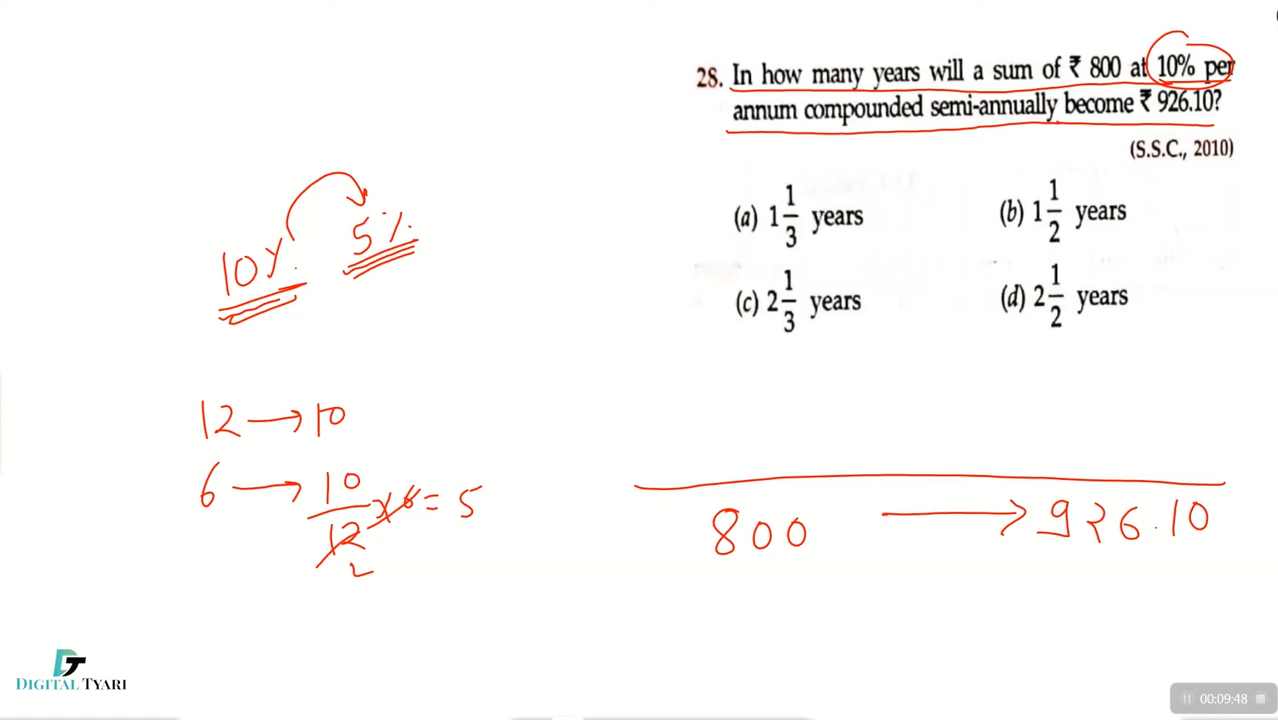 28. In how many years will a sum of ₹ 800 at 10% per
annum compounded semi-annually become ₹ 926.10?
(S.S.C., 2010)
(a) 1 1/3 years
(b) 1 1/2 years
(c) 2 1/3 years
(d) 2 1/2 years
10% 5%
12 → 10
6 → 10/12 × 6 = 5
2
800 → 926.10
DIGITAL TYARI
00:09:48